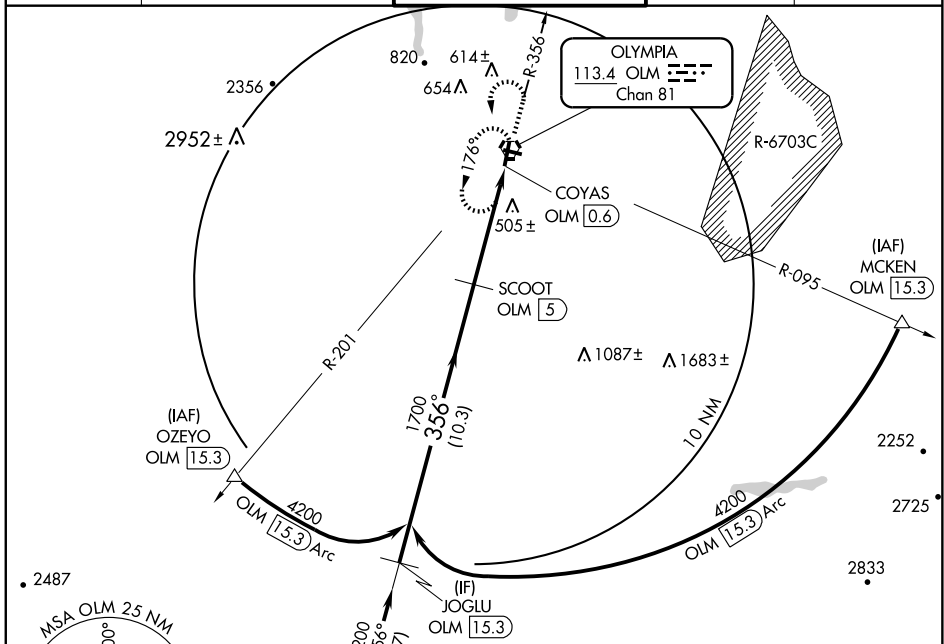 820
614±
654
2356
2952±
R-356
OLYMPIA
113.4 OLM
Chan 81
R-6703C
176°
COYAS
OLM 0.6
505±
SCOOT
OLM 5
(IAF)
MCKEN
OLM 15.3
R-095
R-201
1087±
1683±
10 NM
1700
356°
(10.3)
(IAF)
OZEYO
OLM 15.3
4200
OLM 15.3 Arc
4200
OLM 15.3 Arc
2252
2725
2833
2487
(IF)
JOGLU
OLM 15.3
MSA OLM 25 NM